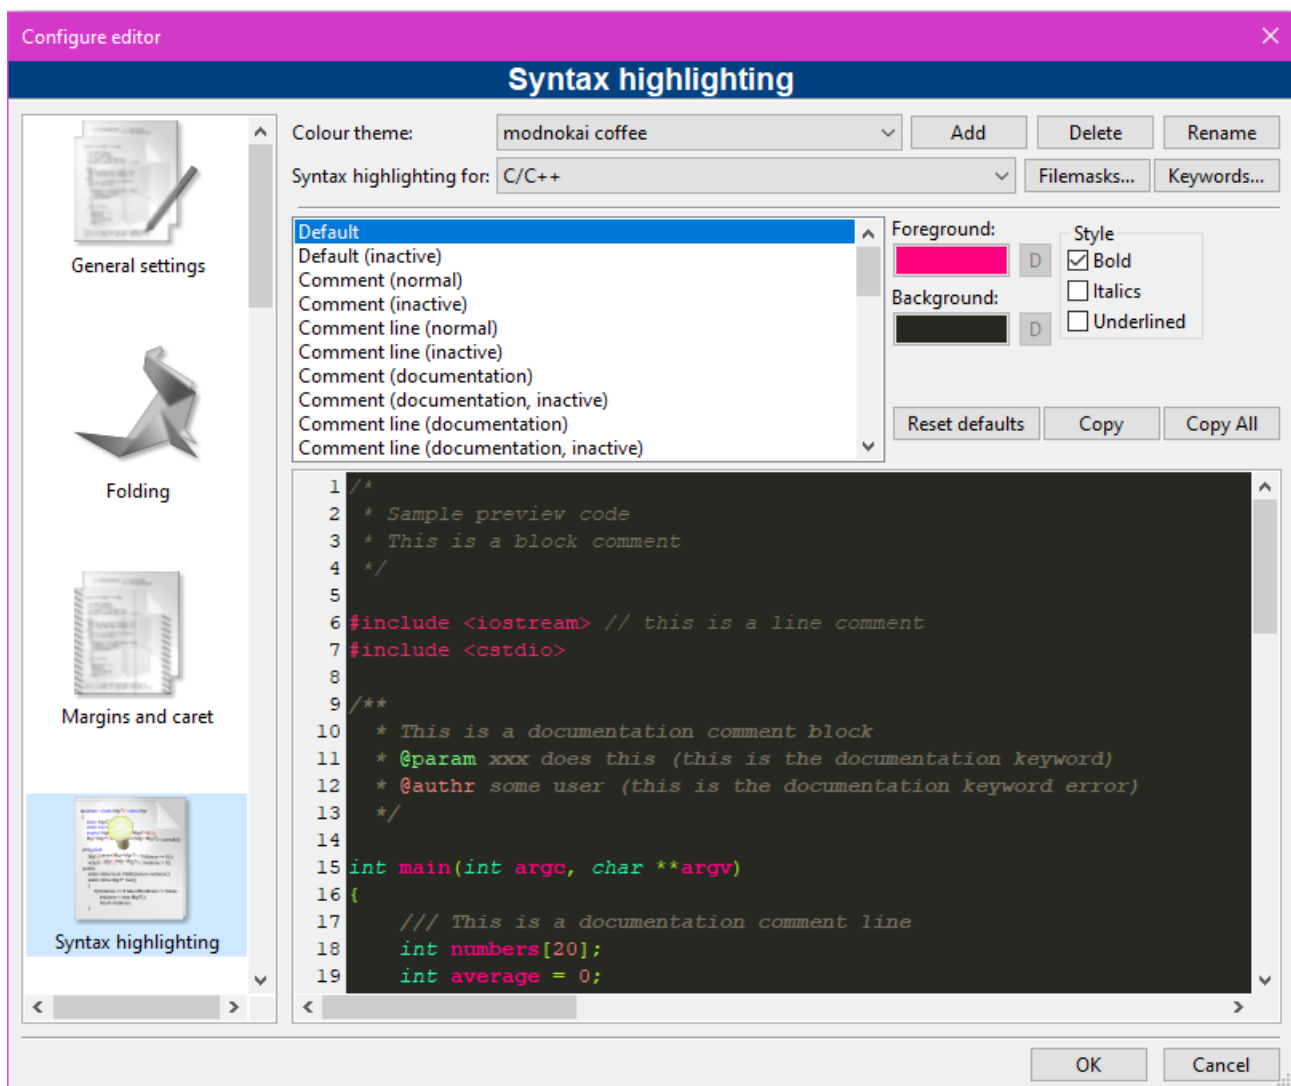 Configure editor
Syntax highlighting
General settings
Folding
Margins and caret
Syntax highlighting
Colour theme: modnokai coffee Add Delete Rename
Syntax highlighting for: C/C++ Filemasks... Keywords...
Default
Default (inactive)
Comment (normal)
Comment (inactive)
Comment line (normal)
Comment line (inactive)
Comment (documentation)
Comment (documentation, inactive)
Comment line (documentation)
Comment line (documentation, inactive)
Foreground:
D
Background:
D
Style
Bold
Italics
Underlined
Reset defaults Copy Copy All
1 /*
2  * Sample preview code
3  * This is a block comment
4  */
5
6 #include <iostream> // this is a line comment
7 #include <cstdio>
8
9 /**
10   * This is a documentation comment block
11   * @param xxx does this (this is the documentation keyword)
12   * @authr some user (this is the documentation keyword error)
13   */
14
15 int main(int argc, char **argv)
16 {
17     /// This is a documentation comment line
18     int numbers[20];
19     int average = 0;
OK Cancel